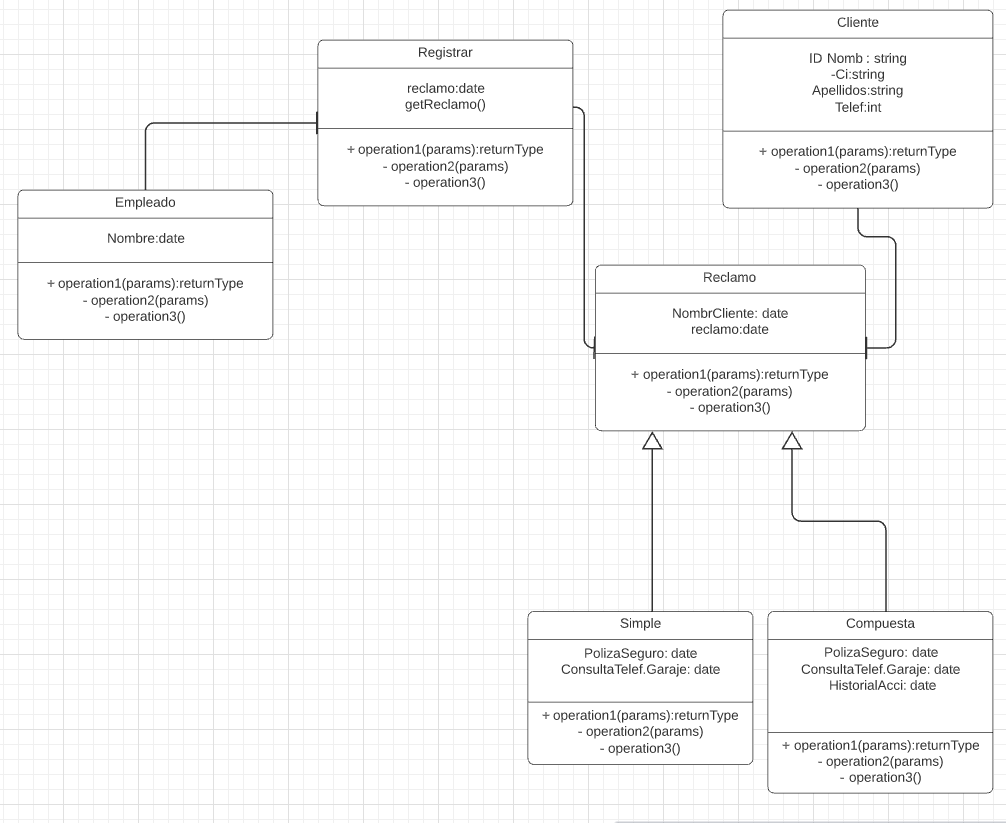 Cliente
ID Nomb : string
-Ci:string
Apellidos:string
Telef:int
+ operation1(params):returnType
- operation2(params)
- operation3()
Registrar
reclamo:date
getReclamo()
+ operation1(params):returnType
- operation2(params)
- operation3()
Empleado
Nombre:date
+ operation1(params):returnType
- operation2(params)
- operation3()
Reclamo
NombrCliente: date
reclamo:date
+ operation1(params):returnType
- operation2(params)
- operation3()
Simple
PolizaSeguro: date
ConsultaTelef.Garaje: date
+ operation1(params):returnType
- operation2(params)
- operation3()
Compuesta
PolizaSeguro: date
ConsultaTelef.Garaje: date
HistorialAcci: date
+ operation1(params):returnType
- operation2(params)
- operation3()